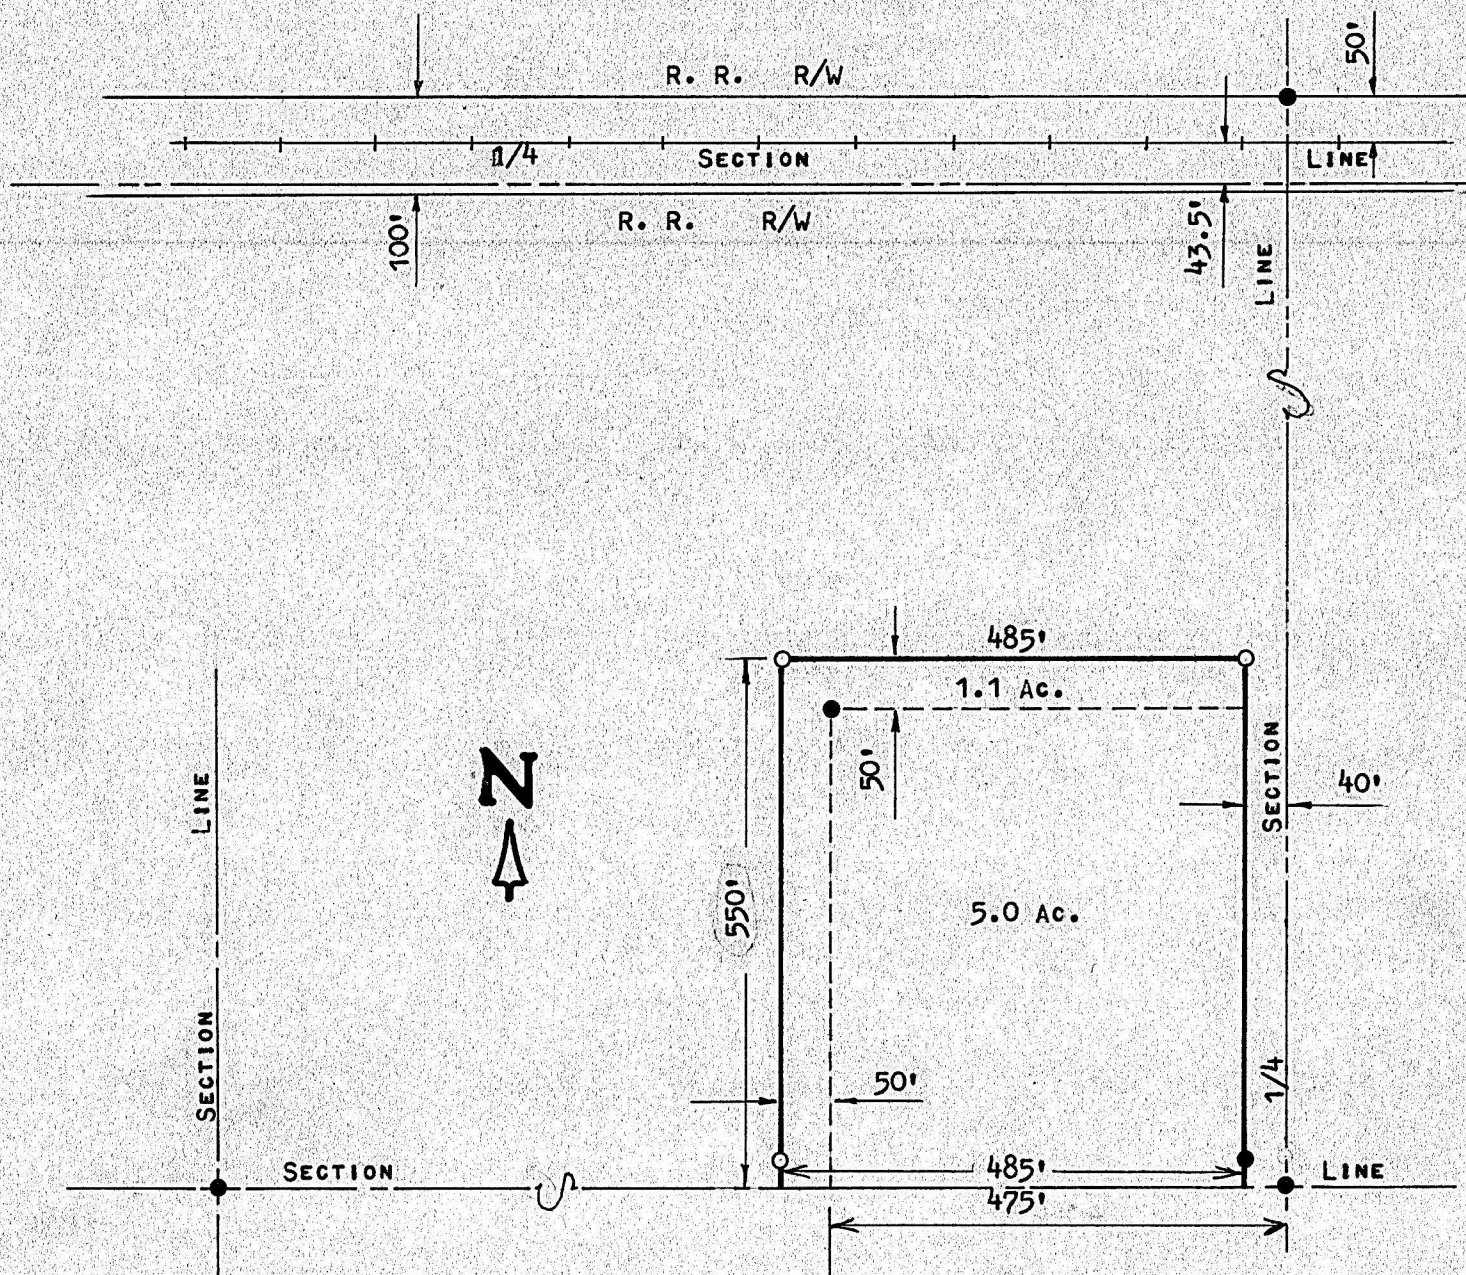 50'
R. R. R/W
1/4 SECTION LINE
R. R. R/W
100'
43.5'
LINE
485'
1.1 AC.
50'
SECTION
40'
LINE
N
550'
5.0 AC.
SECTION
1/4
50'
SECTION
485'
LINE
475'